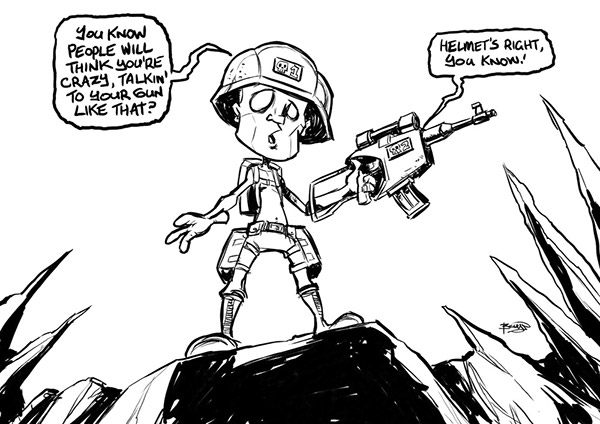 YOU KNOW
PEOPLE WILL
THINK YOU'RE
CRAZY, TALKIN'
TO YOUR GUN
LIKE THAT?
HELMET'S RIGHT,
YOU KNOW!